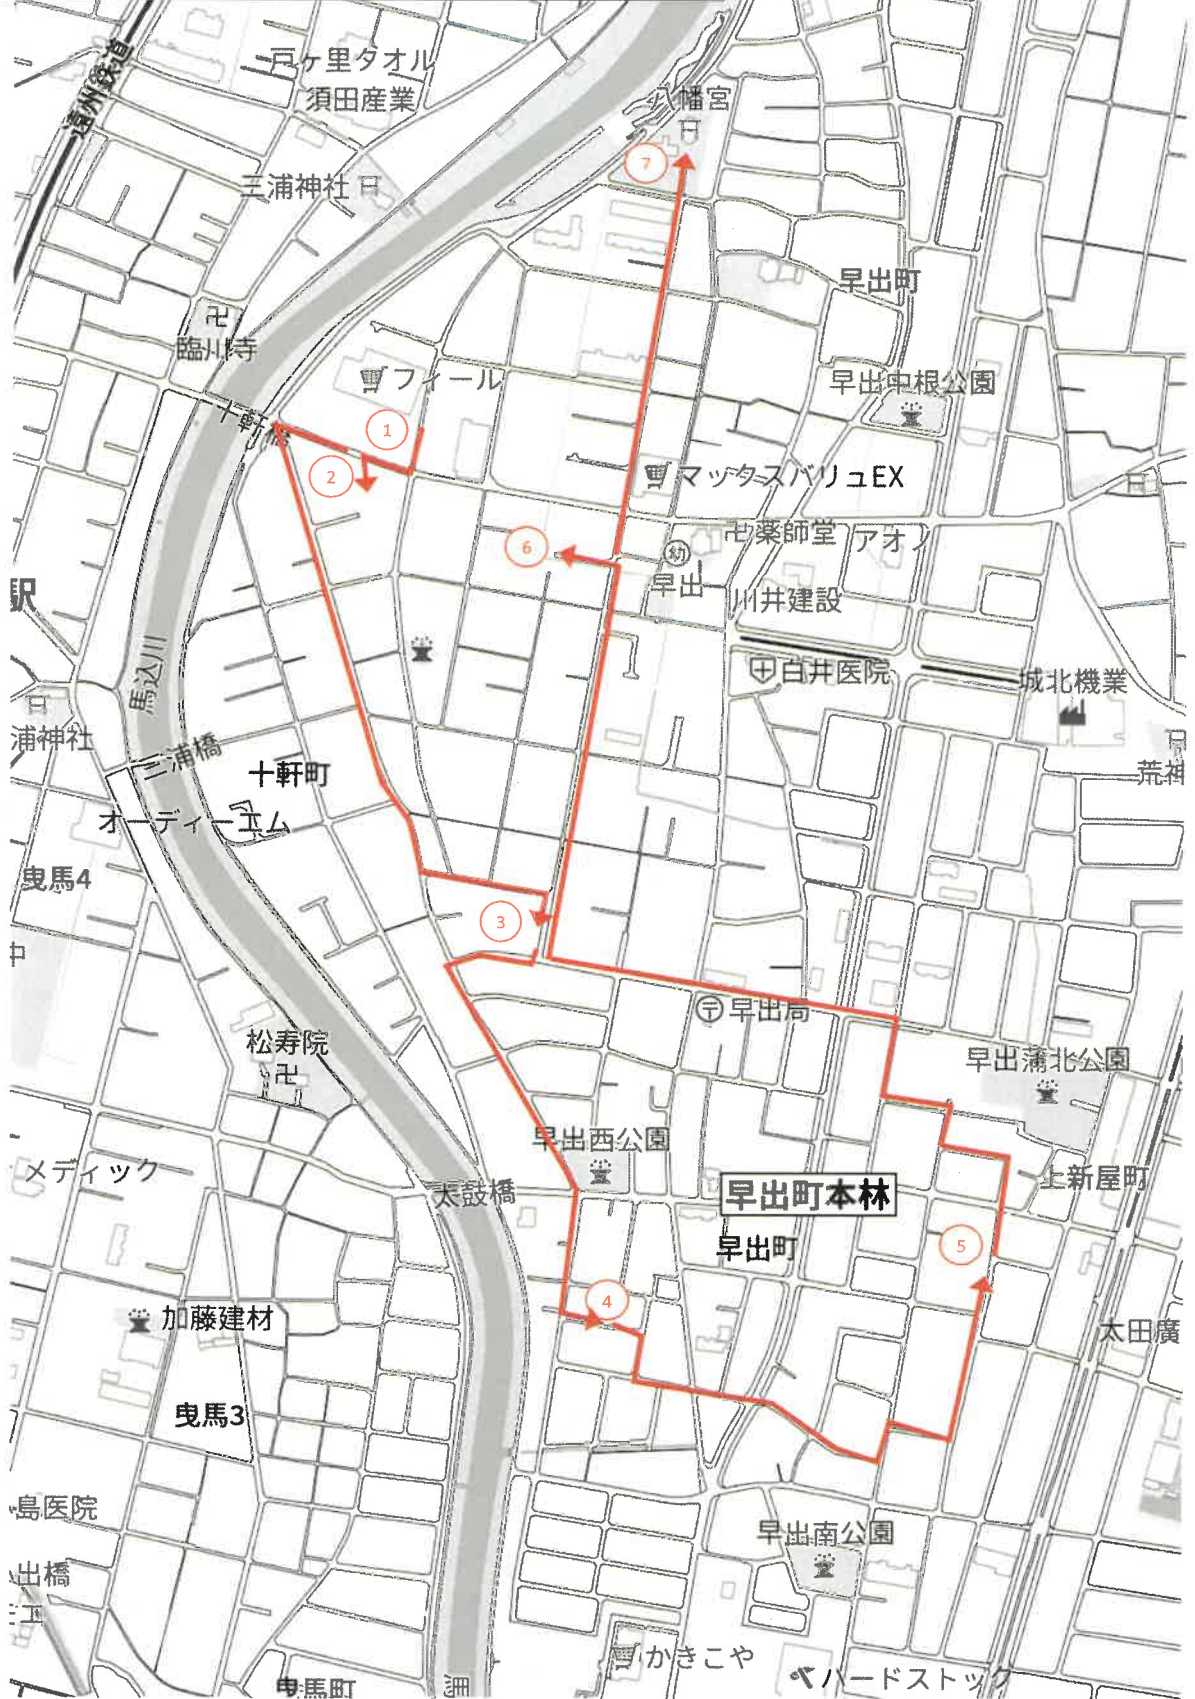 遠州鉄道
戸ヶ里タオル
須田産業
八幡宮
7
三浦神社
早出町
臨川寺
フィール
早出中根公園
十軒橋
1
2
マックスバリュEX
6
薬師堂
アオノ
幼
早出
川井建設
駅
白井医院
城北機業
馬込川
浦神社
三浦橋
十軒町
荒神
オーディーエム
曳馬4
3
中
早出局
松寿院
早出蒲北公園
早出西公園
メディック
太鼓橋
上新屋町
早出町本林
早出町
5
4
加藤建材
太田廣
曳馬3
島医院
早出南公園
出橋
かきこや
ハードストック
曳馬町